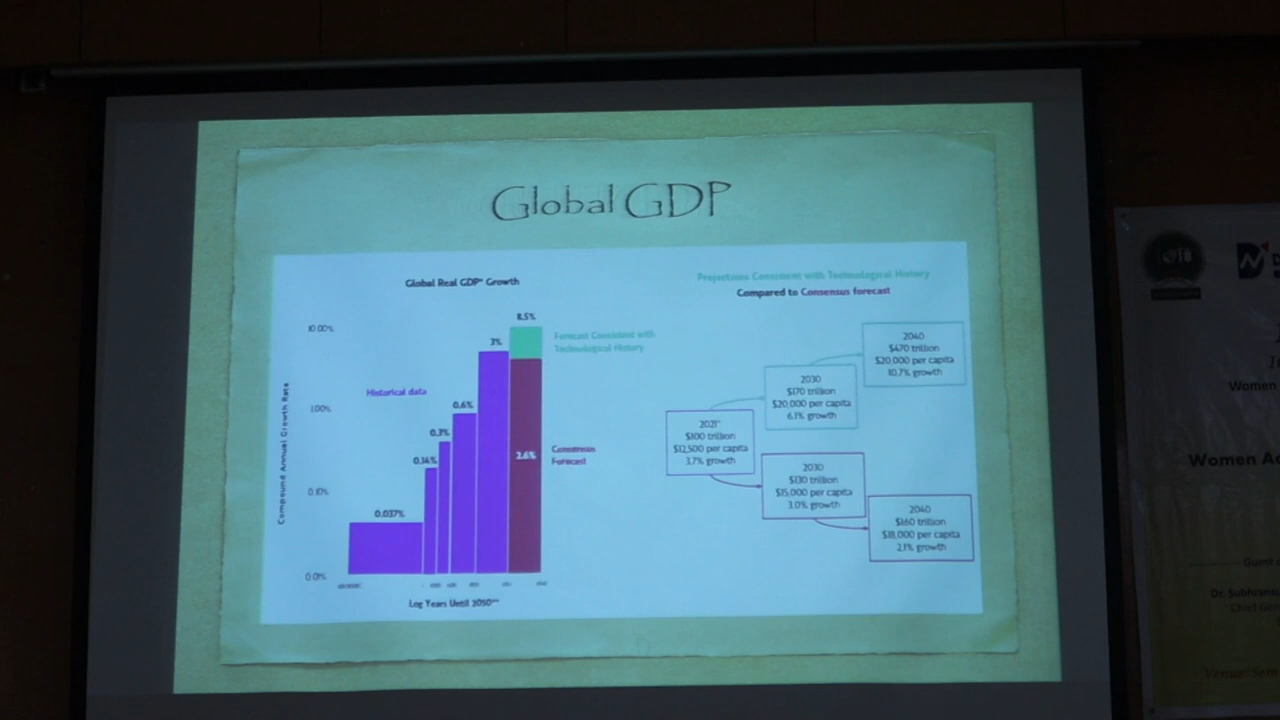 Global GDP
Global Real GDP* Growth
10.00%
1.00%
0.10%
0.01%
Compound Annual Growth Rate
Historical data
0.037%
0.14%
0.3%
0.6%
3%
8.5%
2.6%
Forecast Consistent with
Technological History
Consensus
Forecast
Log Years Until 2050**
Projections Consistent with Technological History
Compared to Consensus forecast
2021*
$100 trillion
$12,500 per capita
3.7% growth
2030
$170 trillion
$20,000 per capita
6.1% growth
2040
$470 trillion
$20,000 per capita
10.7% growth
2030
$130 trillion
$15,000 per capita
3.0% growth
2040
$160 trillion
$18,000 per capita
2.1% growth
Women
Women
Guest
Chief